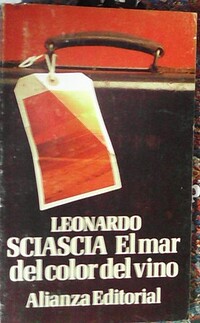 LEONARDO
SCIASCIA El mar
del color del vino
Alianza Editorial